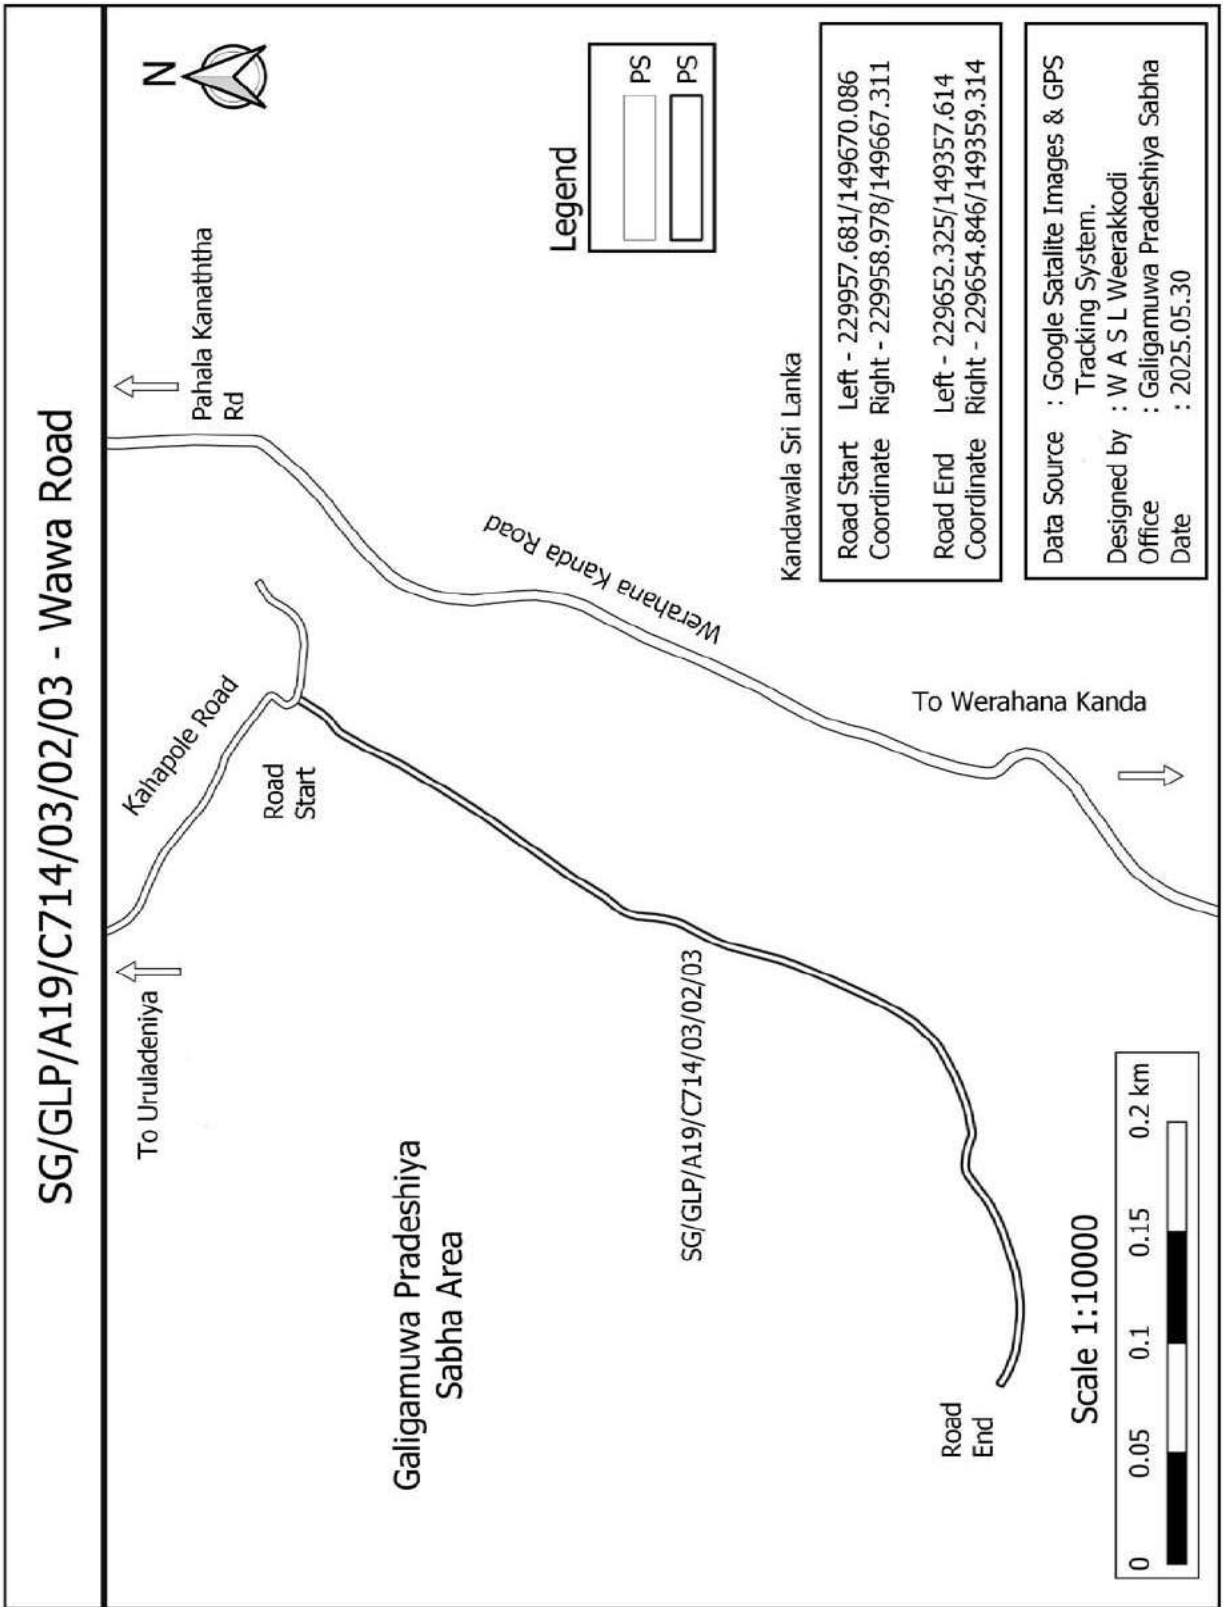 SG/GLP/A19/C714/03/02/03 - Wawa Road
N
To Uruladeniya
Kahapole Road
Pahala Kanaththa
Rd
Road
Start
Galigamuwa Pradeshiya
Sabha Area
Werahana Kanda Road
Legend
PS
PS
SG/GLP/A19/C714/03/02/03
To Werahana Kanda
Road
End
Kandawala Sri Lanka
Road Start Left - 229957.681/149670.086
Coordinate Right - 229958.978/149667.311
Road End Left - 229652.325/149357.614
Coordinate Right - 229654.846/149359.314
Data Source : Google Satalite Images & GPS
Tracking System.
Designed by : W A S L Weerakkodi
Office : Galigamuwa Pradeshiya Sabha
Date : 2025.05.30
Scale 1:10000
0 0.05 0.1 0.15 0.2 km